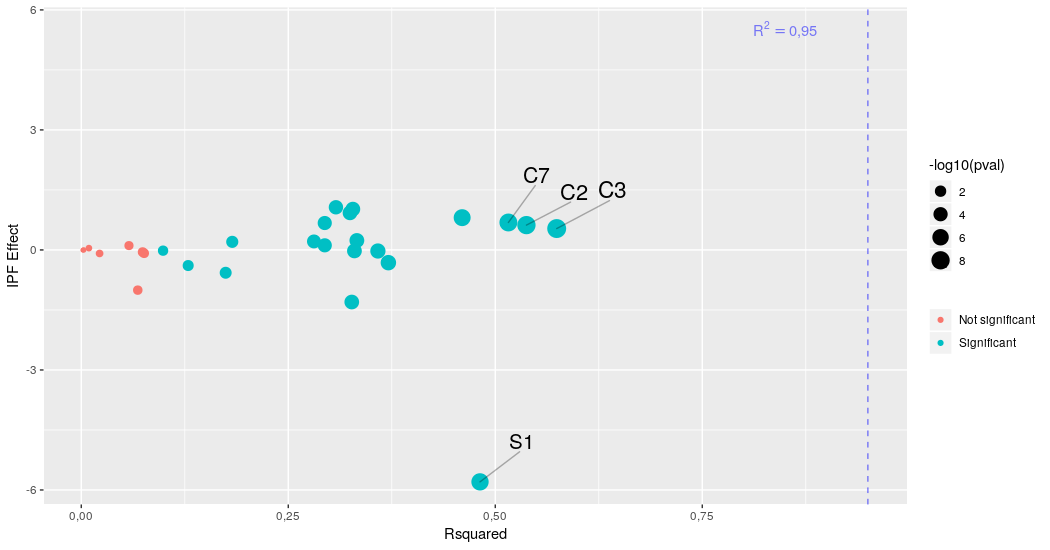 6
3
0
-3
-6
IPF Effect
R² = 0,95
C7
C2
C3
S1
0,00
0,25
0,50
0,75
Rsquared
-log10(pval)
2
4
6
8
Not significant
Significant